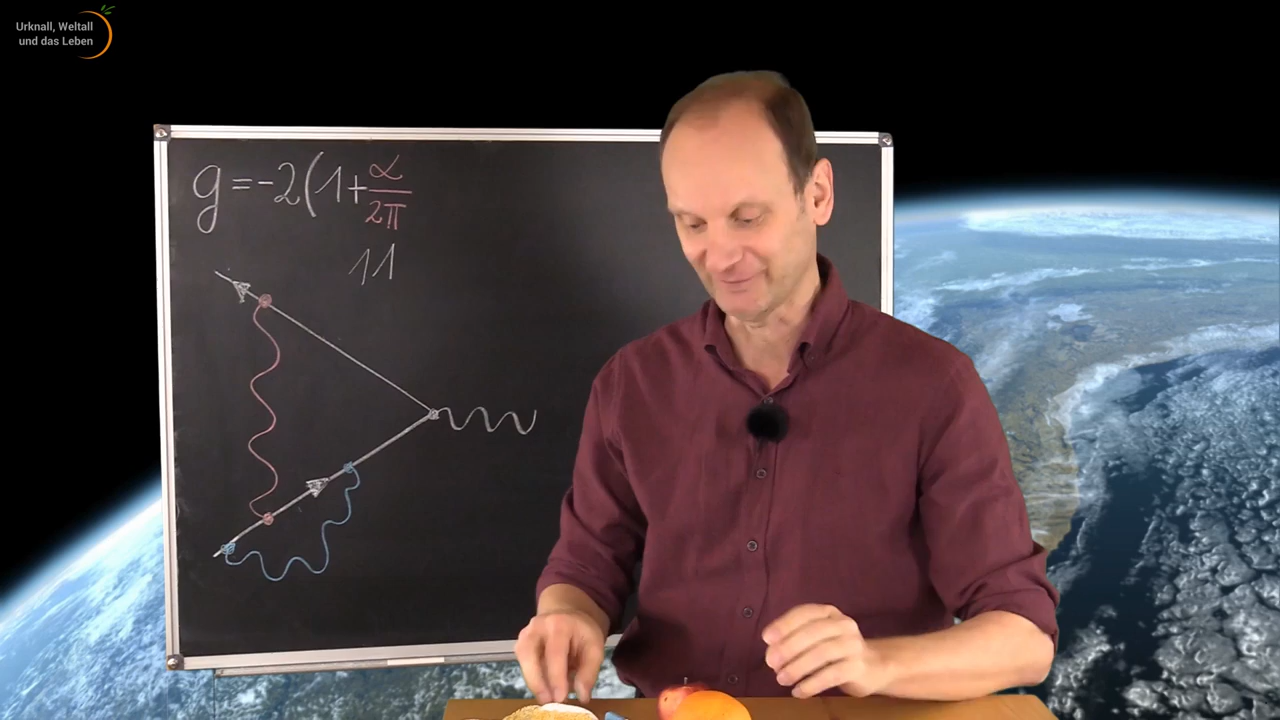 Urknall, Weltall
und das Leben
g=-2(1+α/2π
11